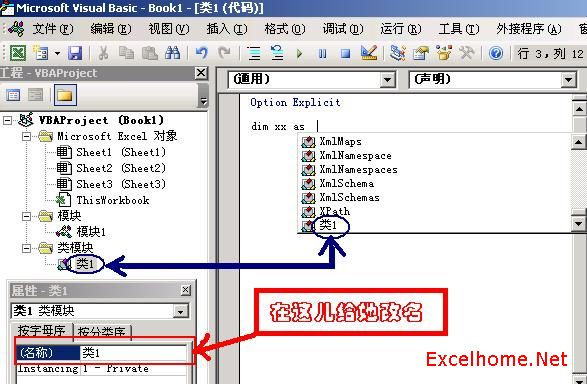 Microsoft Visual Basic - Book1 - [类1 (代码)]
文件(F) 编辑(E) 视图(V) 插入(I) 格式(O) 调试(D) 运行(R) 工具(T) 外接程序(A)
行 3, 列 12
工程 - VBAProject
VBAProject (Book1)
Microsoft Excel 对象
Sheet1 (Sheet1)
Sheet2 (Sheet2)
Sheet3 (Sheet3)
ThisWorkbook
模块
模块1
类模块
类1
(通用)
(声明)
Option Explicit
dim xx as
XmlMaps
XmlNamespace
XmlNamespaces
XmlSchema
XmlSchemas
XPath
类1
属性 - 类1
类1 类模块
按字母序 按分类序
(名称) 类1
Instancing 1 - Private
在这儿给她改名
Excelhome.Net